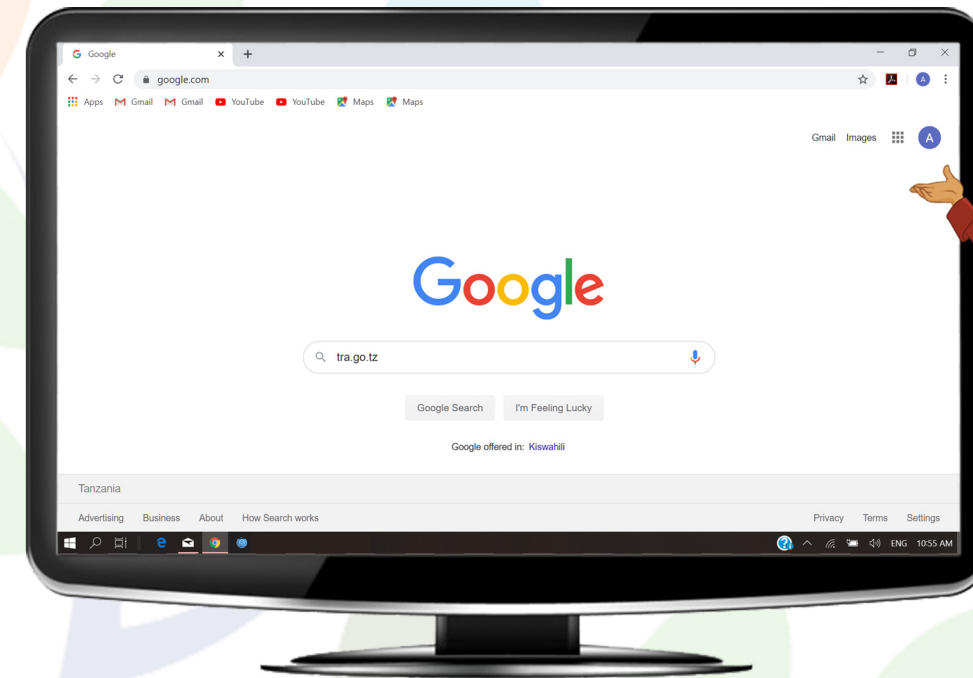 Google
google.com
Apps Gmail Gmail YouTube YouTube Maps Maps
Gmail Images A
Google
tra.go.tz
Google Search I'm Feeling Lucky
Google offered in: Kiswahili
Tanzania
Advertising Business About How Search works Privacy Terms Settings
ENG 10:55 AM